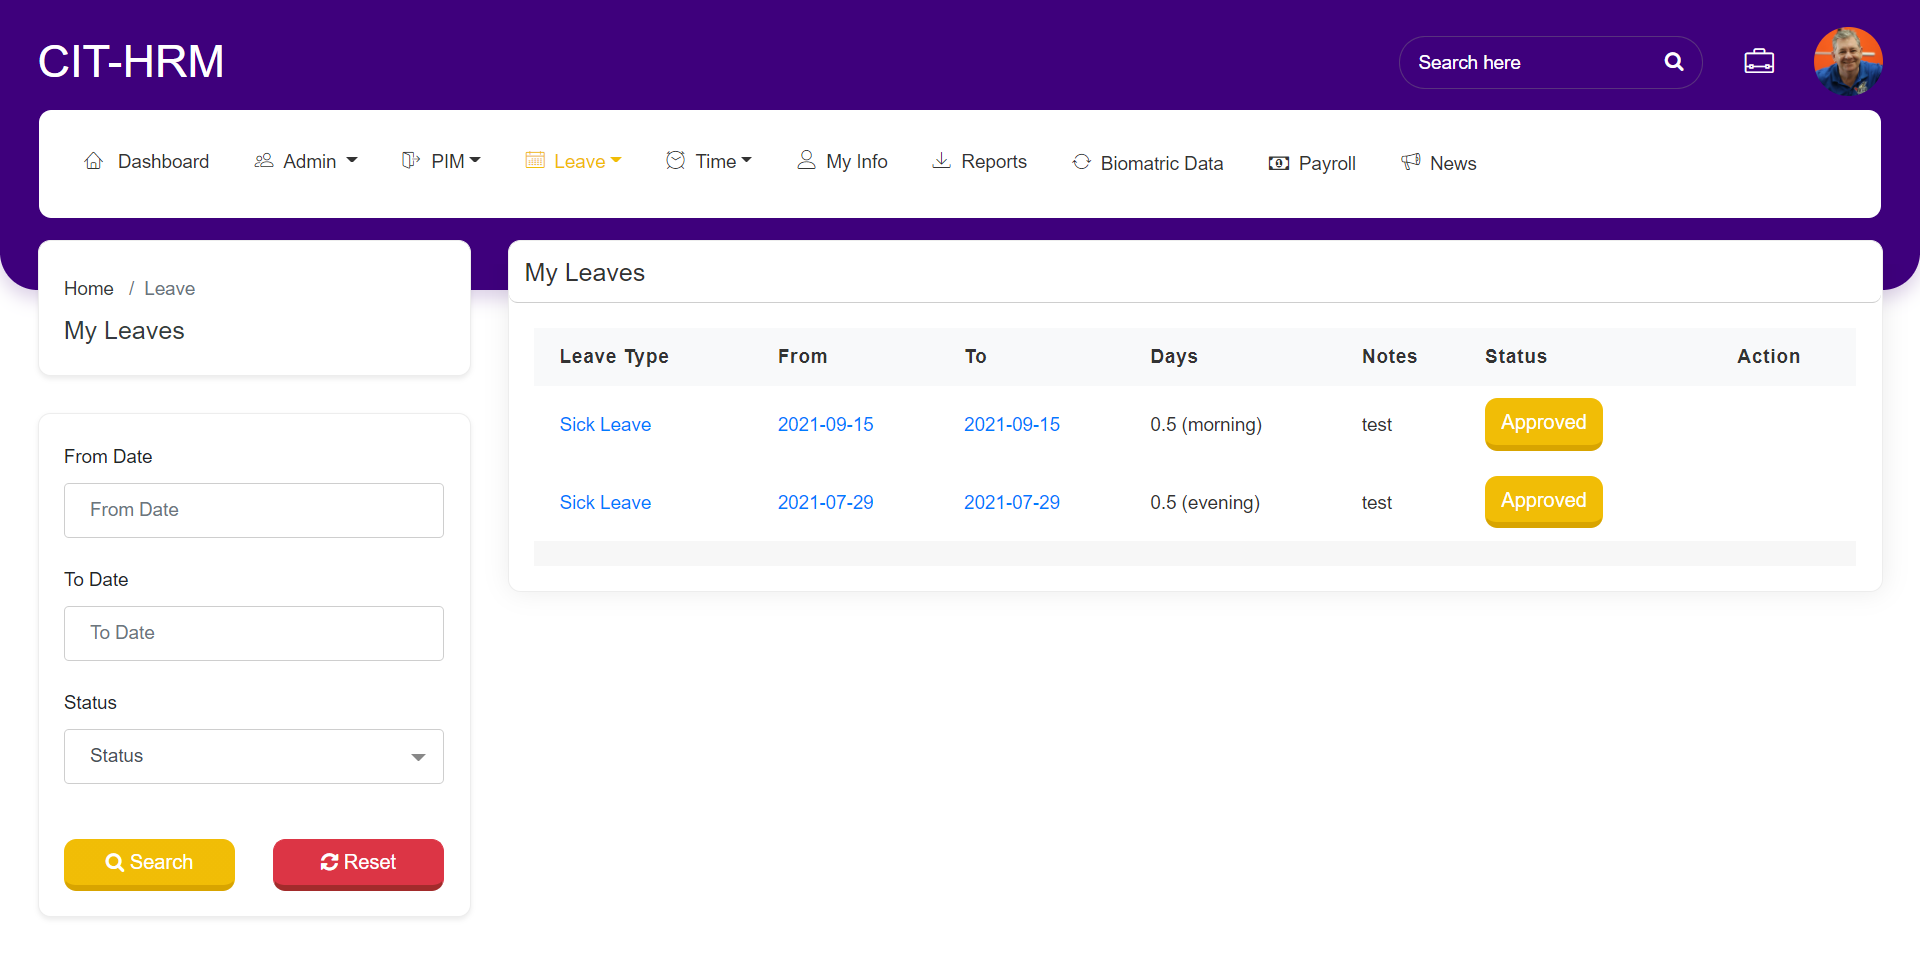 CIT-HRM
Search here
Dashboard Admin PIM Leave Time My Info Reports Biomatric Data Payroll News
Home / Leave
My Leaves
From Date
From Date
To Date
To Date
Status
Status
Search Reset
My Leaves
Leave Type From To Days Notes Status Action
Sick Leave 2021-09-15 2021-09-15 0.5 (morning) test Approved
Sick Leave 2021-07-29 2021-07-29 0.5 (evening) test Approved